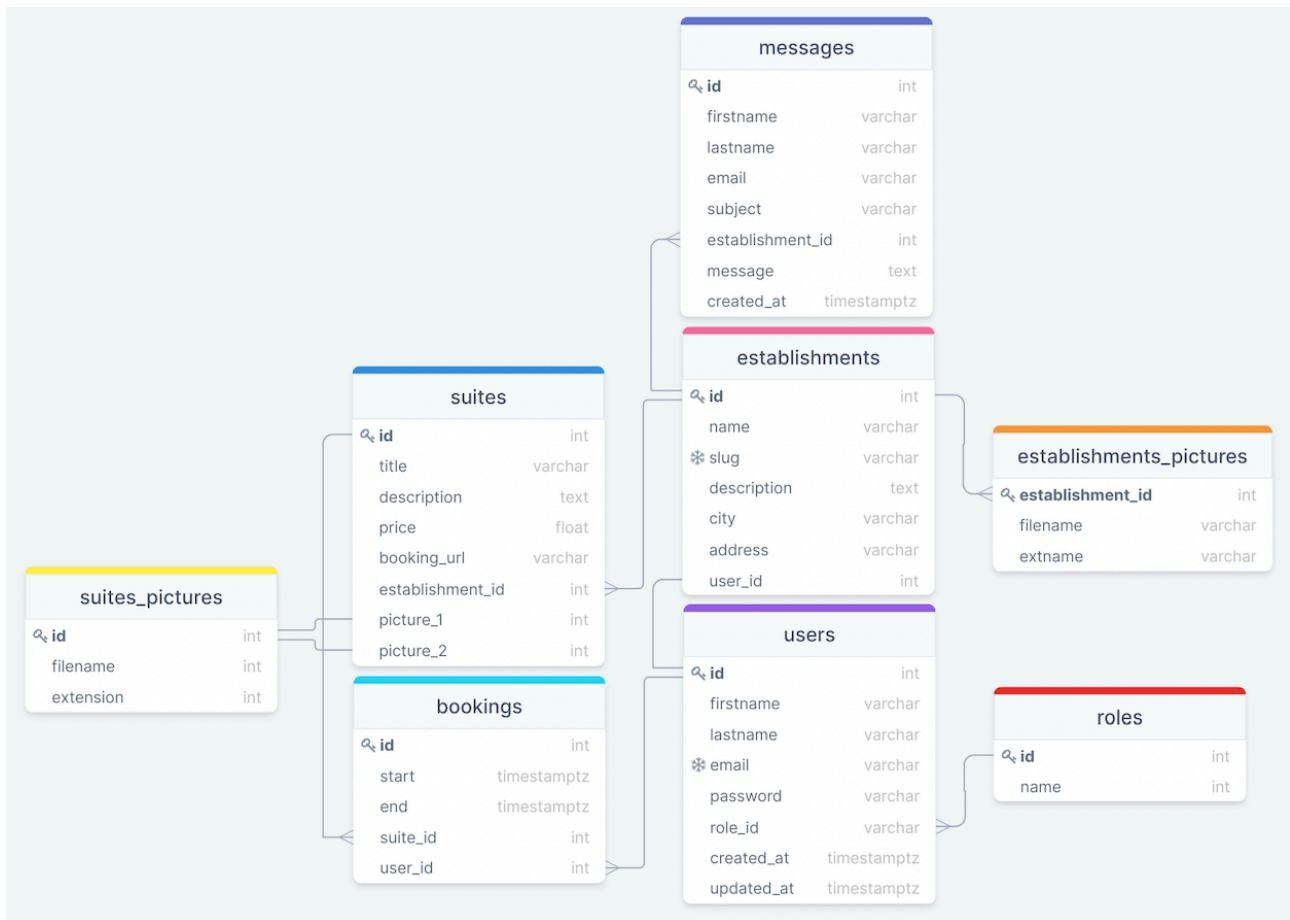 messages
id int
firstname varchar
lastname varchar
email varchar
subject varchar
establishment_id int
message text
created_at timestamptz
establishments
id int
name varchar
slug varchar
description text
city varchar
address varchar
user_id int
suites
id int
title varchar
description text
price float
booking_url varchar
establishment_id int
picture_1 int
picture_2 int
establishments_pictures
establishment_id int
filename varchar
extname varchar
suites_pictures
id int
filename int
extension int
users
id int
firstname varchar
lastname varchar
email varchar
password varchar
role_id varchar
created_at timestamptz
updated_at timestamptz
bookings
id int
start timestamptz
end timestamptz
suite_id int
user_id int
roles
id int
name int